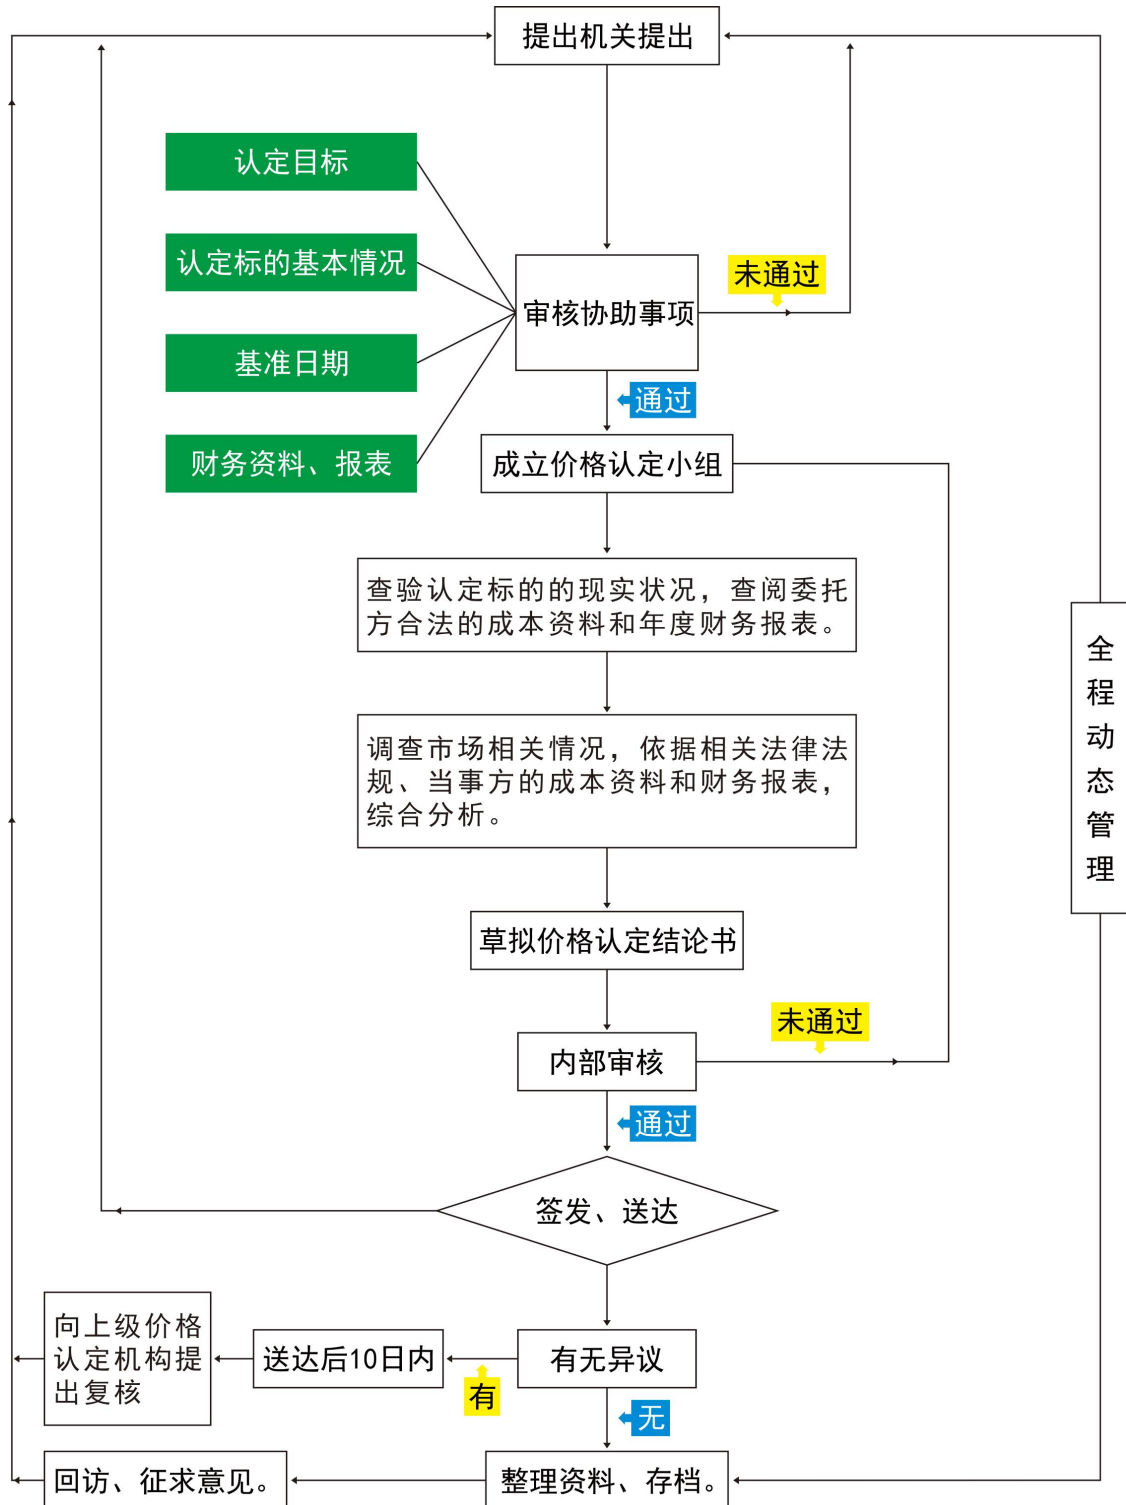 提出机关提出
认定目标
认定标的基本情况
基准日期
财务资料、报表
审核协助事项
未通过
通过
成立价格认定小组
查验认定标的的现实状况，查阅委托
方合法的成本资料和年度财务报表。
调查市场相关情况，依据相关法律法
规、当事方的成本资料和财务报表，
综合分析。
草拟价格认定结论书
内部审核
未通过
通过
签发、送达
有无异议
有
送达后10日内
向上级价格
认定机构提
出复核
无
整理资料、存档。
回访、征求意见。
全
程
动
态
管
理